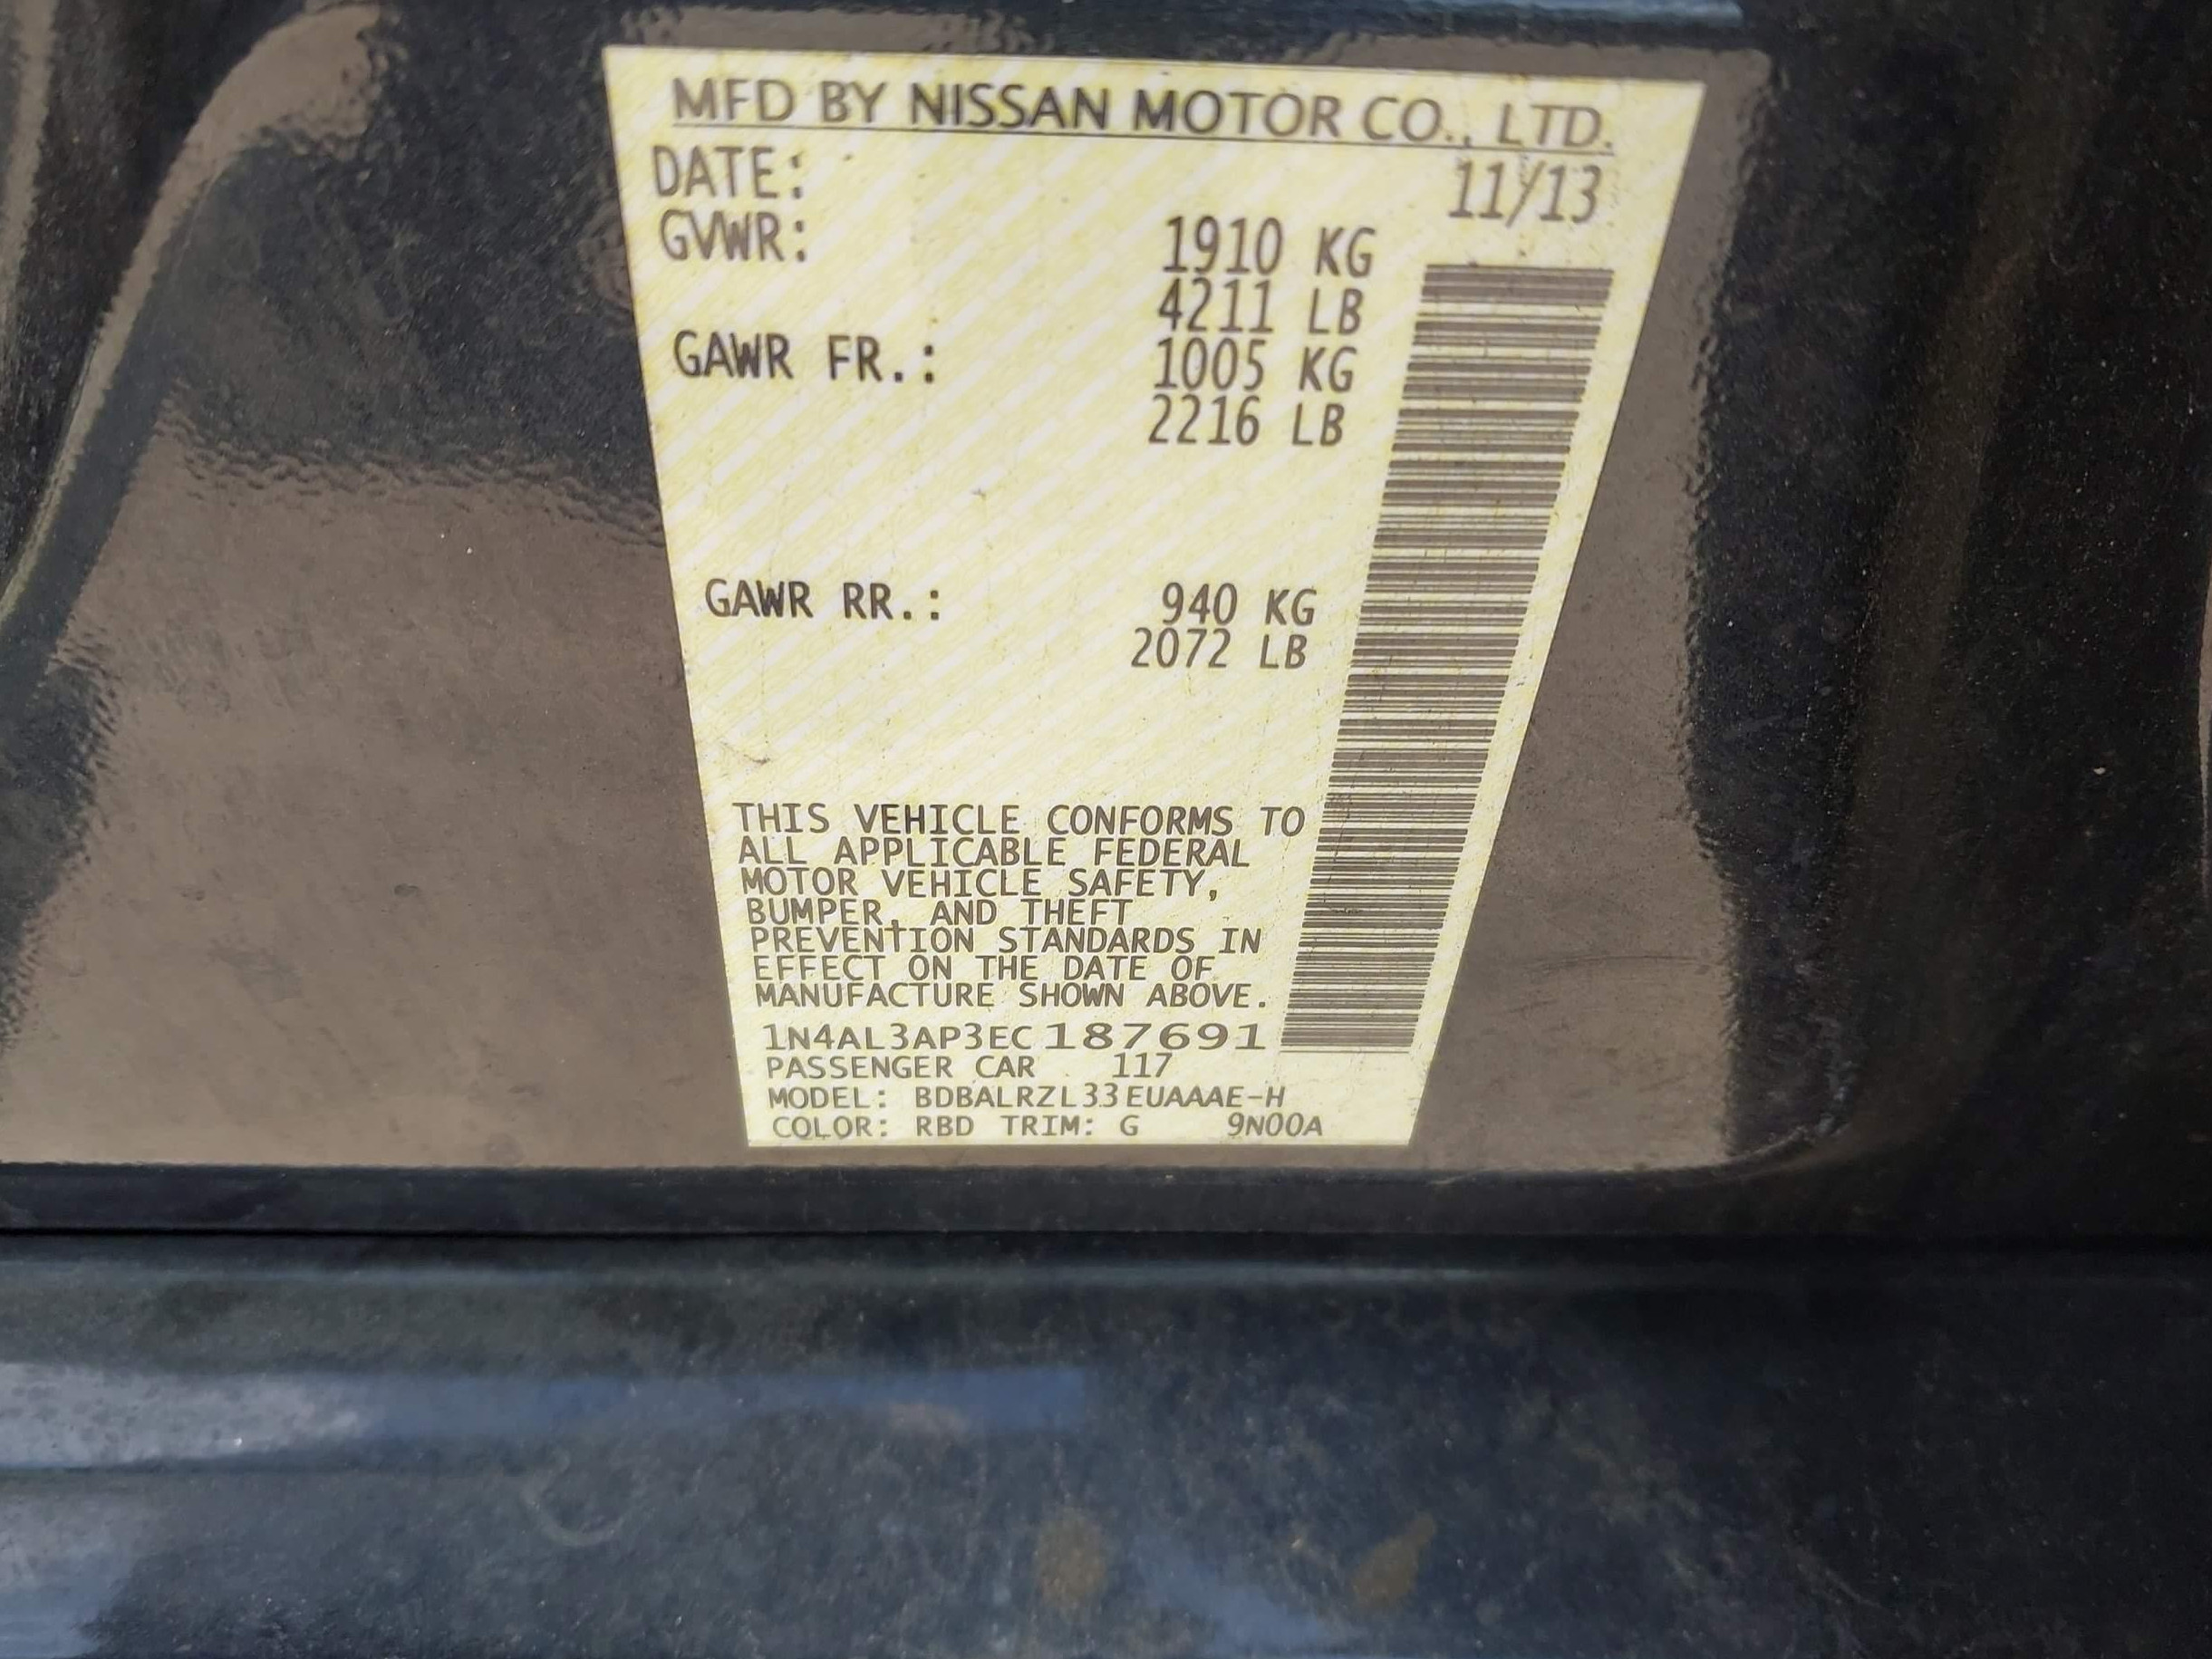 MFD BY NISSAN MOTOR CO., LTD.
DATE: 11/13
GVWR: 1910 KG
4211 LB
GAWR FR.: 1005 KG
2216 LB
GAWR RR.: 940 KG
2072 LB
THIS VEHICLE CONFORMS TO
ALL APPLICABLE FEDERAL
MOTOR VEHICLE SAFETY,
BUMPER, AND THEFT
PREVENTION STANDARDS IN
EFFECT ON THE DATE OF
MANUFACTURE SHOWN ABOVE.
1N4AL3AP3EC187691
PASSENGER CAR 117
MODEL: BDBALRZL33EUAAAE-H
COLOR: RBD TRIM: G 9N00A